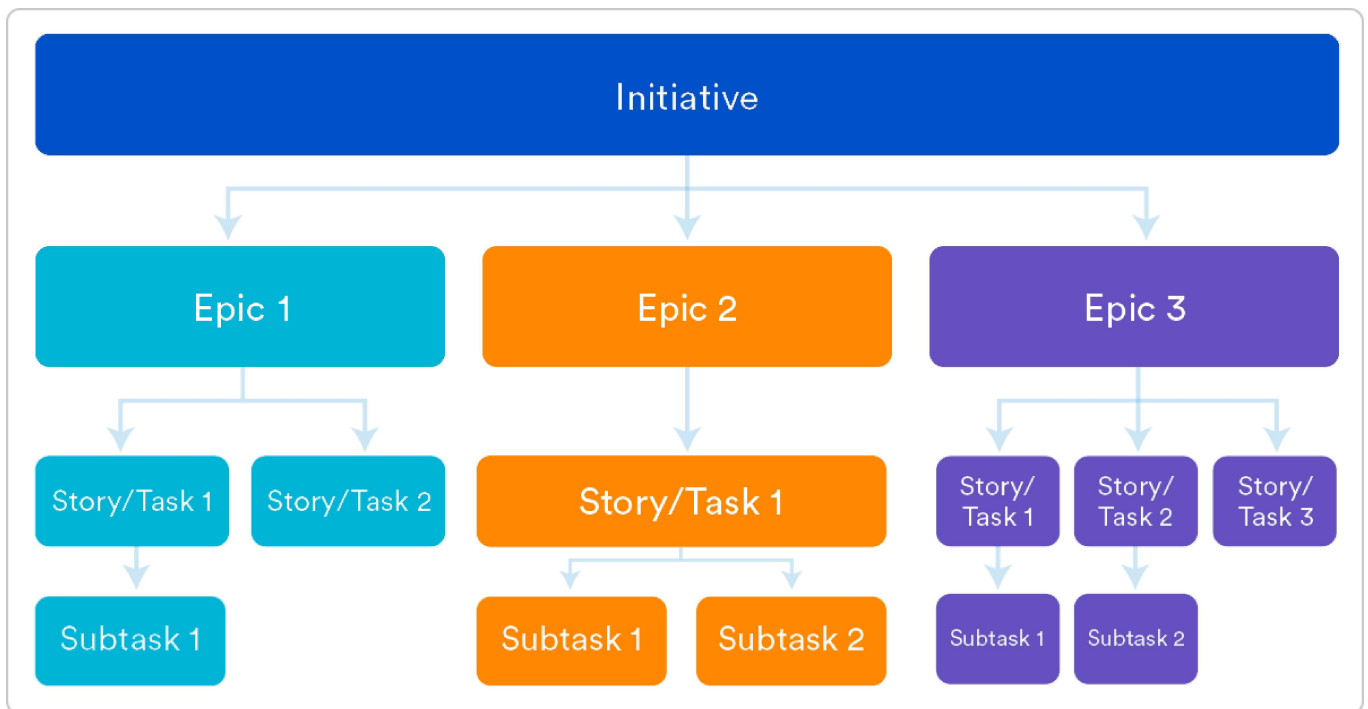 Initiative
Epic 1
Epic 2
Epic 3
Story/Task 1
Story/Task 2
Story/Task 1
Story/
Task 1
Story/
Task 2
Story/
Task 3
Subtask 1
Subtask 1
Subtask 2
Subtask 1
Subtask 2